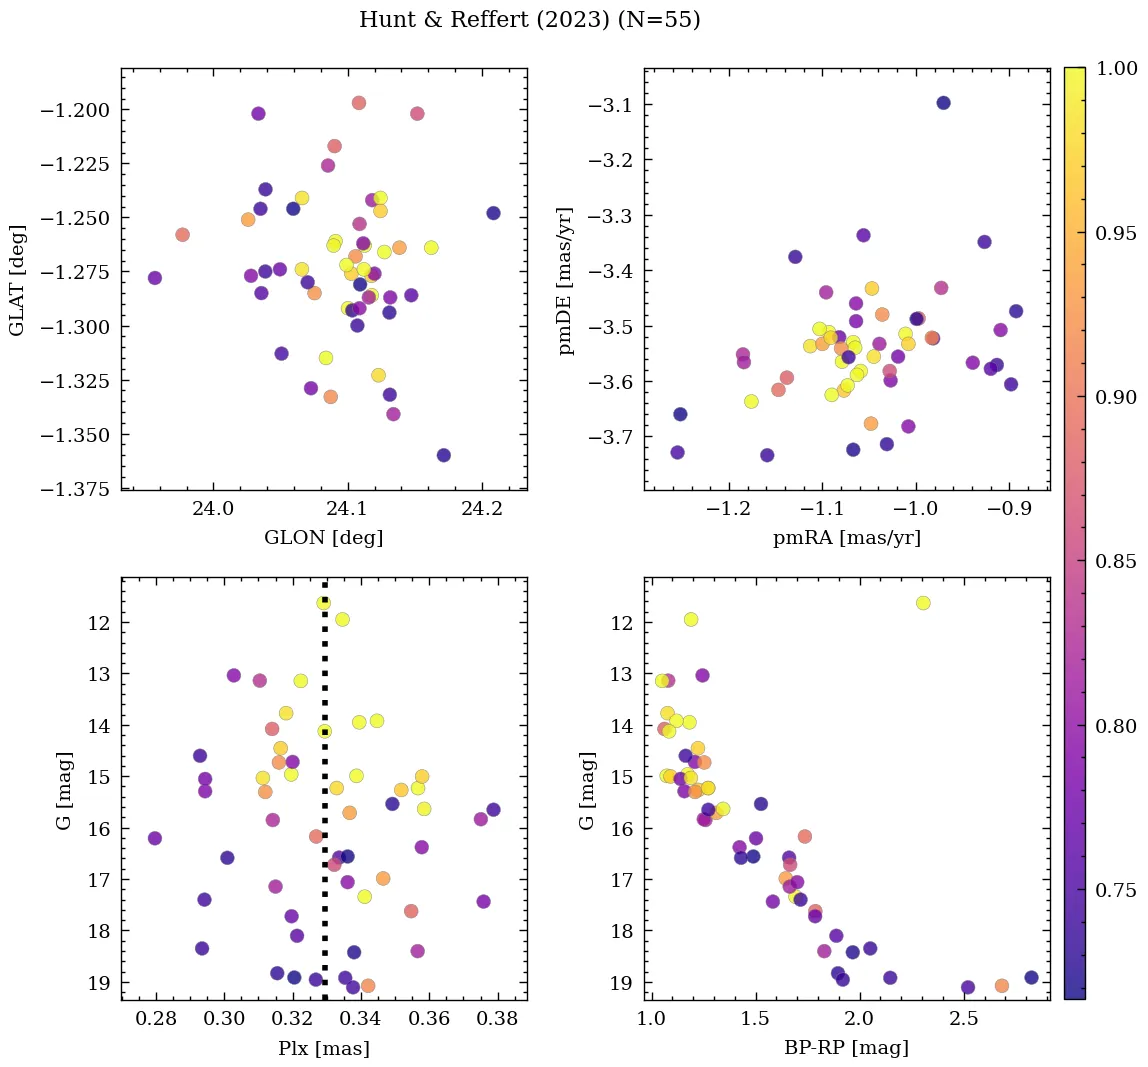 Hunt & Reffert (2023) (N=55)
−1.200
−1.225
−1.250
−1.275
−1.300
−1.325
−1.350
−1.375
GLAT [deg]
24.0 24.1 24.2
GLON [deg]
−3.1
−3.2
−3.3
−3.4
−3.5
−3.6
−3.7
pmDE [mas/yr]
−1.2 −1.1 −1.0 −0.9
pmRA [mas/yr]
12
13
14
15
16
17
18
19
G [mag]
0.28 0.30 0.32 0.34 0.36 0.38
Plx [mas]
12
13
14
15
16
17
18
19
G [mag]
1.0 1.5 2.0 2.5
BP-RP [mag]
1.00
0.95
0.90
0.85
0.80
0.75